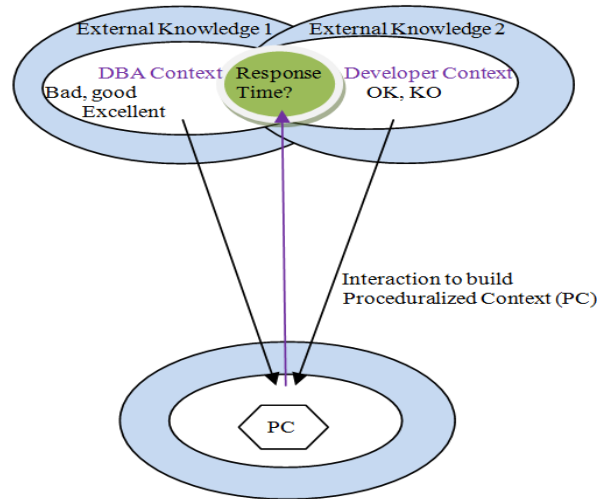 External Knowledge 1
External Knowledge 2
DBA Context
Bad, good
Excellent
Response
Time?
Developer Context
OK, KO
Interaction to build
Proceduralized Context (PC)
PC